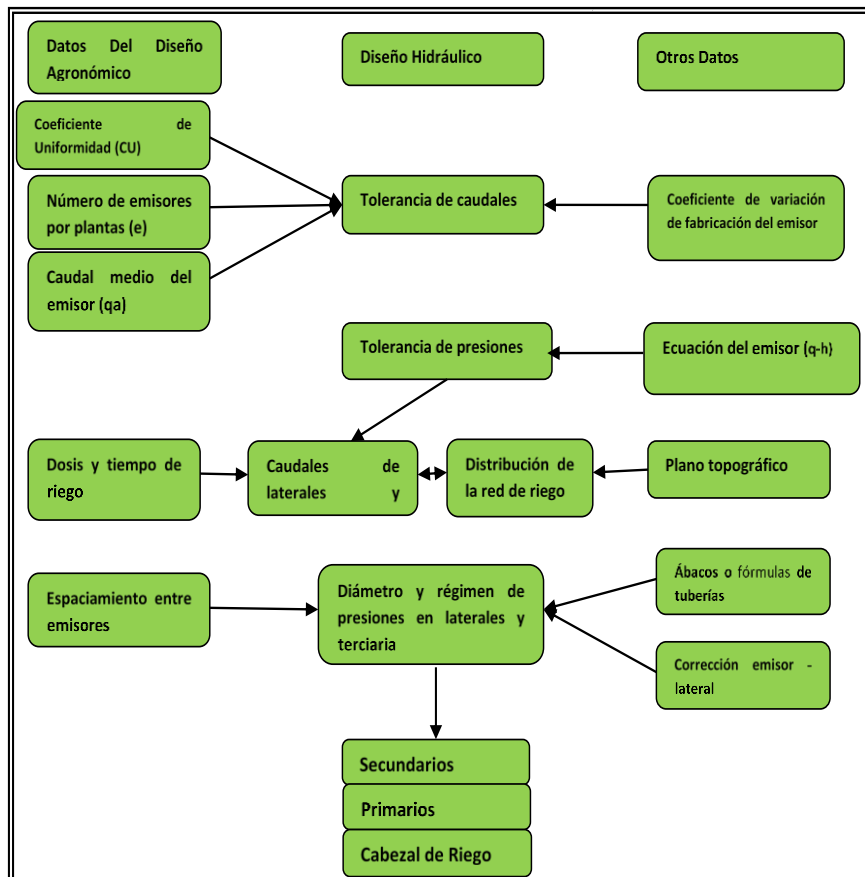 Datos Del Diseño
Agronómico
Diseño Hidráulico
Otros Datos
Coeficiente de
Uniformidad (CU)
Número de emisores
por plantas (e)
Tolerancia de caudales
Coeficiente de variación
de fabricación del emisor
Caudal medio del
emisor (qa)
Tolerancia de presiones
Ecuación del emisor (q-h)
Dosis y tiempo de
riego
Caudales de
laterales y
Distribución de
la red de riego
Plano topográfico
Espaciamiento entre
emisores
Diámetro y régimen de
presiones en laterales y
terciaria
Ábacos o fórmulas de
tuberías
Corrección emisor -
lateral
Secundarios
Primarios
Cabezal de Riego